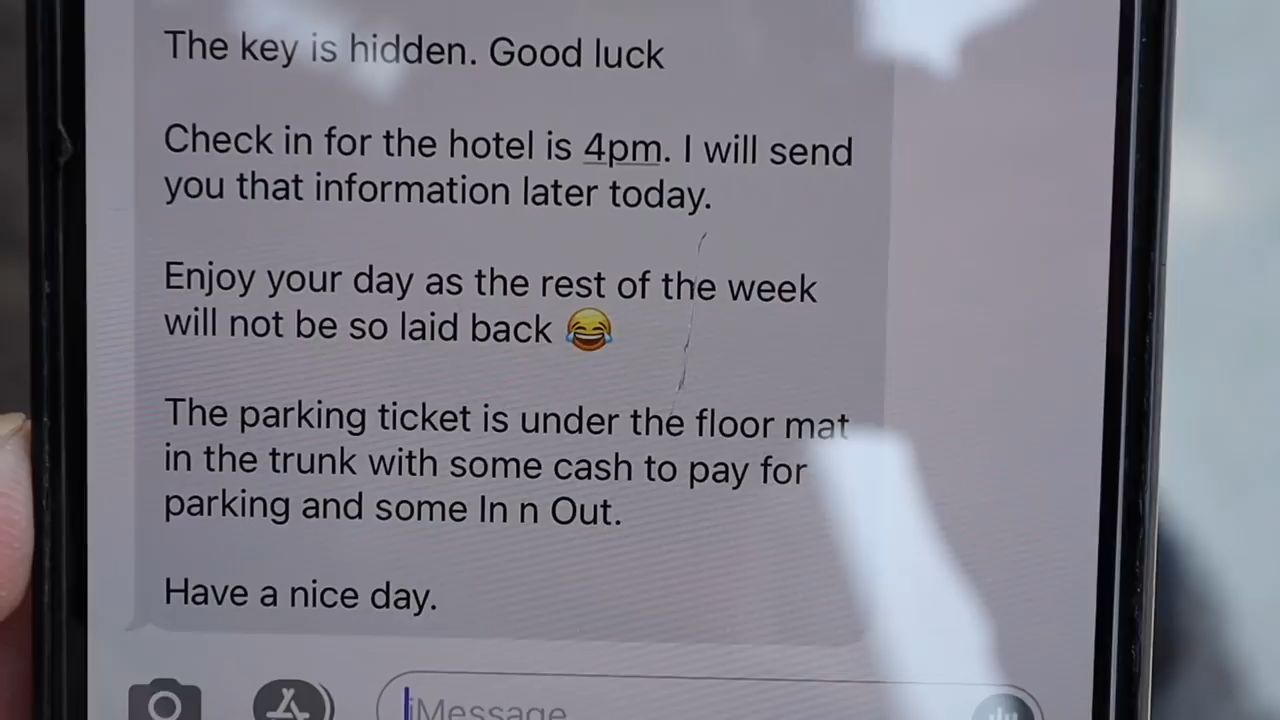 The key is hidden. Good luck
Check in for the hotel is 4pm. I will send
you that information later today.
Enjoy your day as the rest of the week
will not be so laid back 😂
The parking ticket is under the floor mat
in the trunk with some cash to pay for
parking and some In n Out.
Have a nice day.
iMessage